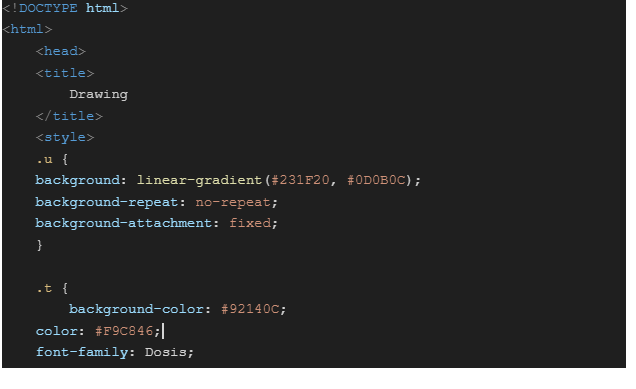 <!DOCTYPE html>
<html>
<head>
<title>
Drawing
</title>
<style>
.u {
background: linear-gradient(#231F20, #0D0B0C);
background-repeat: no-repeat;
background-attachment: fixed;
}
.t {
background-color: #92140C;
color: #F9C846;
font-family: Dosis;